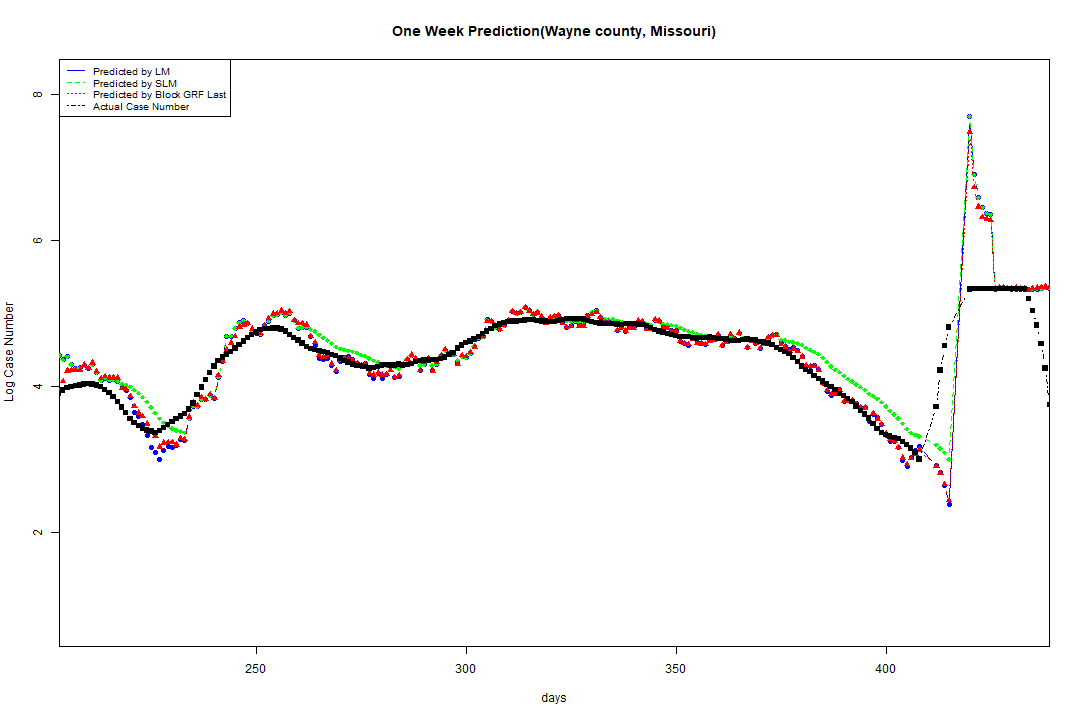 One Week Prediction(Wayne county, Missouri)
Predicted by LM
Predicted by SLM
Predicted by Block GRF Last
Actual Case Number
8
6
4
2
Log Case Number
250
300
350
400
days